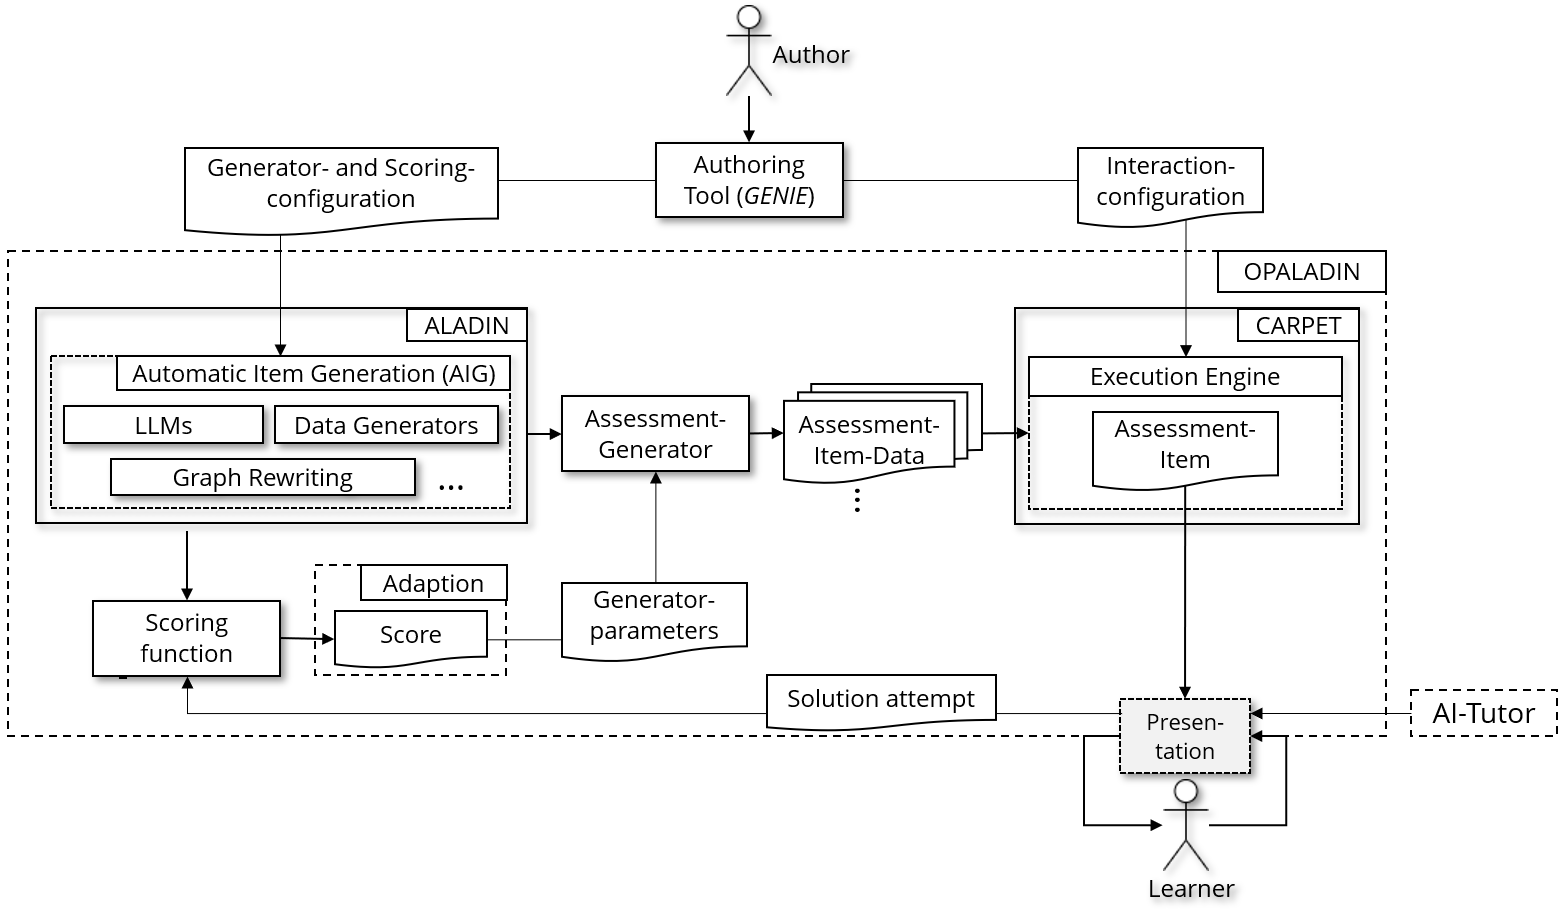 Author
Generator- and Scoring-
configuration
Authoring
Tool (GENIE)
Interaction-
configuration
OPALADIN
ALADIN
CARPET
Automatic Item Generation (AIG)
LLMs
Data Generators
Graph Rewriting
...
Assessment-
Generator
Assessment-
Item-Data
⋮
Execution Engine
Assessment-
Item
Scoring
function
Adaption
Score
Generator-
parameters
Solution attempt
Presen-
tation
AI-Tutor
Learner